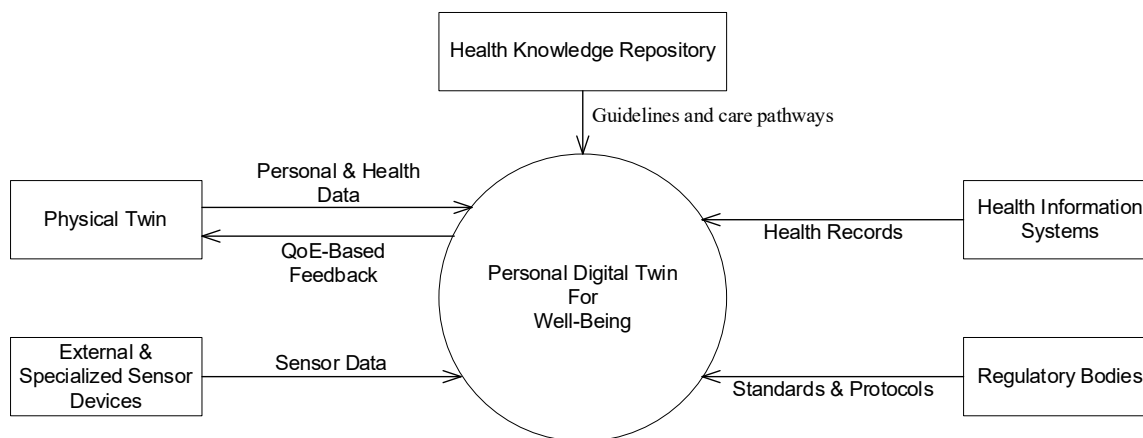 Health Knowledge Repository
Guidelines and care pathways
Personal & Health
Data
Physical Twin
QoE-Based
Feedback
Health Information
Systems
Health Records
Personal Digital Twin
For
Well-Being
External &
Specialized Sensor
Devices
Sensor Data
Standards & Protocols
Regulatory Bodies